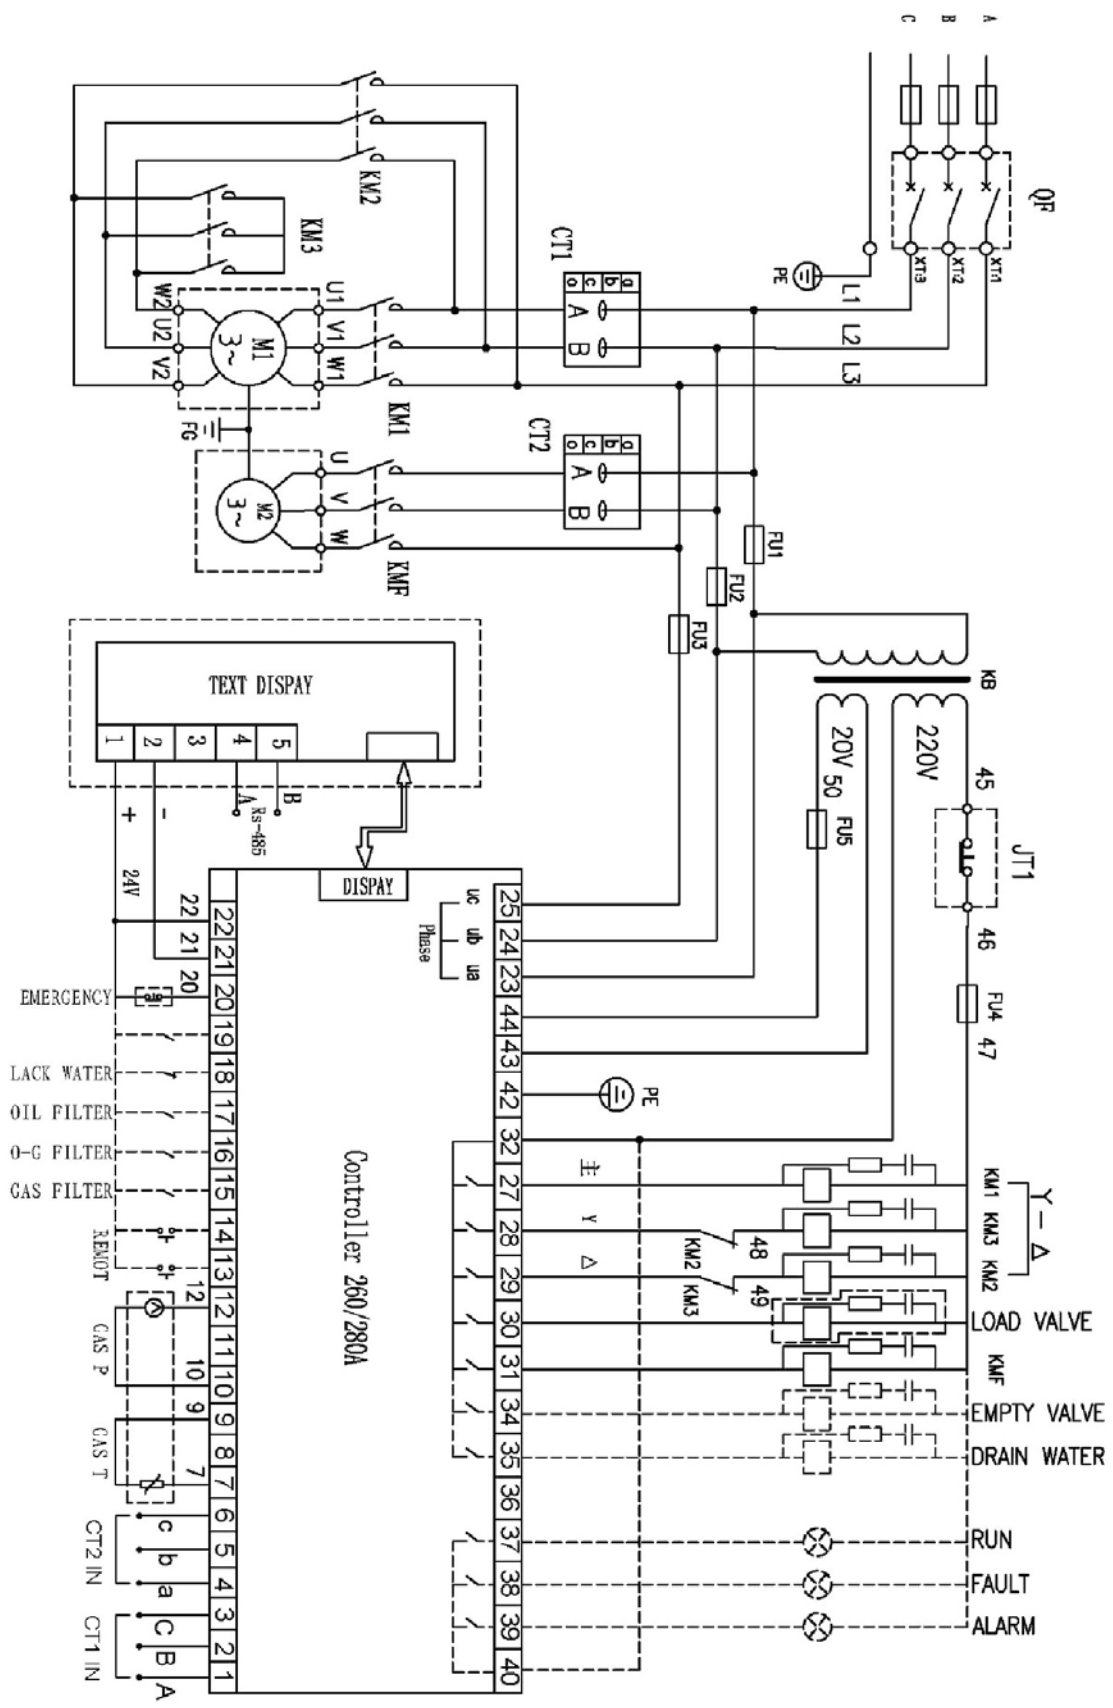 C B A
QF
XT:3 XT:2 XT:1
PE
L1
L2
L3
KM2
KM3
CT1
o c b a
A
B
W2
U2
V2
U1
V1
W1
M1
3~
KM1
FG
CT2
o c b a
A
B
U
V
W
M2
3~
KMF
FU1
FU2
FU3
KB
20V
220V
50
FU5
45
JT1
46
FU4
47
TEXT DISPAY
1 2 3 4 5
+ -
A B
Rs-485
24V
DISPAY
uc ub ua
Phase
22 21 20
EMERGENCY
LACK WATER
OIL FILTER
O-G FILTER
GAS FILTER
REMOT
12
GAS P
10
9
GAS T
7
c
b
a
CT2 IN
C
B
A
CT1 IN
22 21 20 19 18 17 16 15 14 13 12 11 10 9 8 7 6 5 4 3 2 1
Controller 260/280A
25 24 23 44 43 42 32 27 28 29 30 31 34 35 36 37 38 39 40
PE
主
Y
△
KM2
48
KM3
49
KM1
KM3
KM2
Y-△
LOAD VALVE
KMF
EMPTY VALVE
DRAIN WATER
RUN
FAULT
ALARM